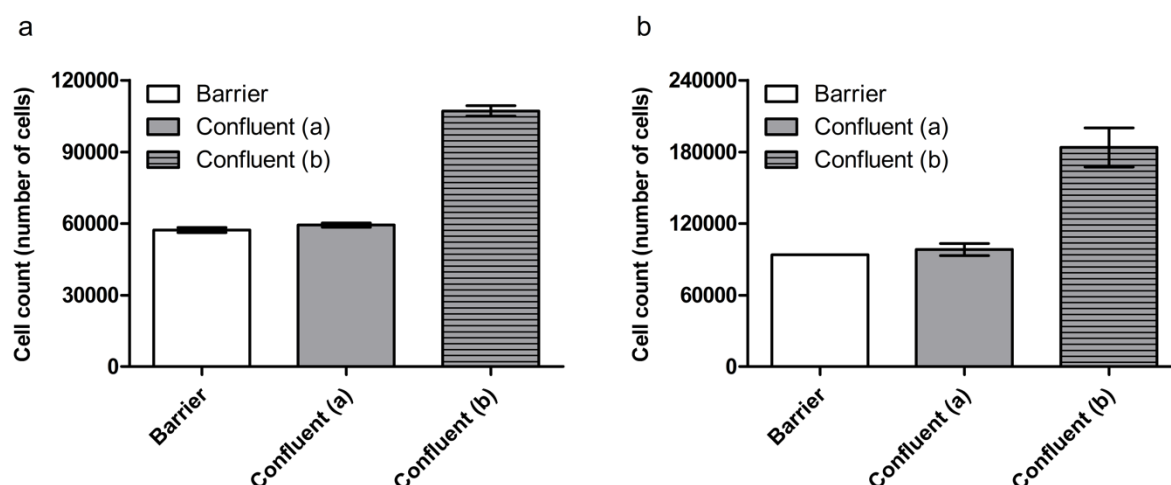 a
Cell count (number of cells)
120000
90000
60000
30000
0
Barrier
Confluent (a)
Confluent (b)
Barrier
Confluent (a)
Confluent (b)
b
Cell count (number of cells)
240000
180000
120000
60000
0
Barrier
Confluent (a)
Confluent (b)
Barrier
Confluent (a)
Confluent (b)